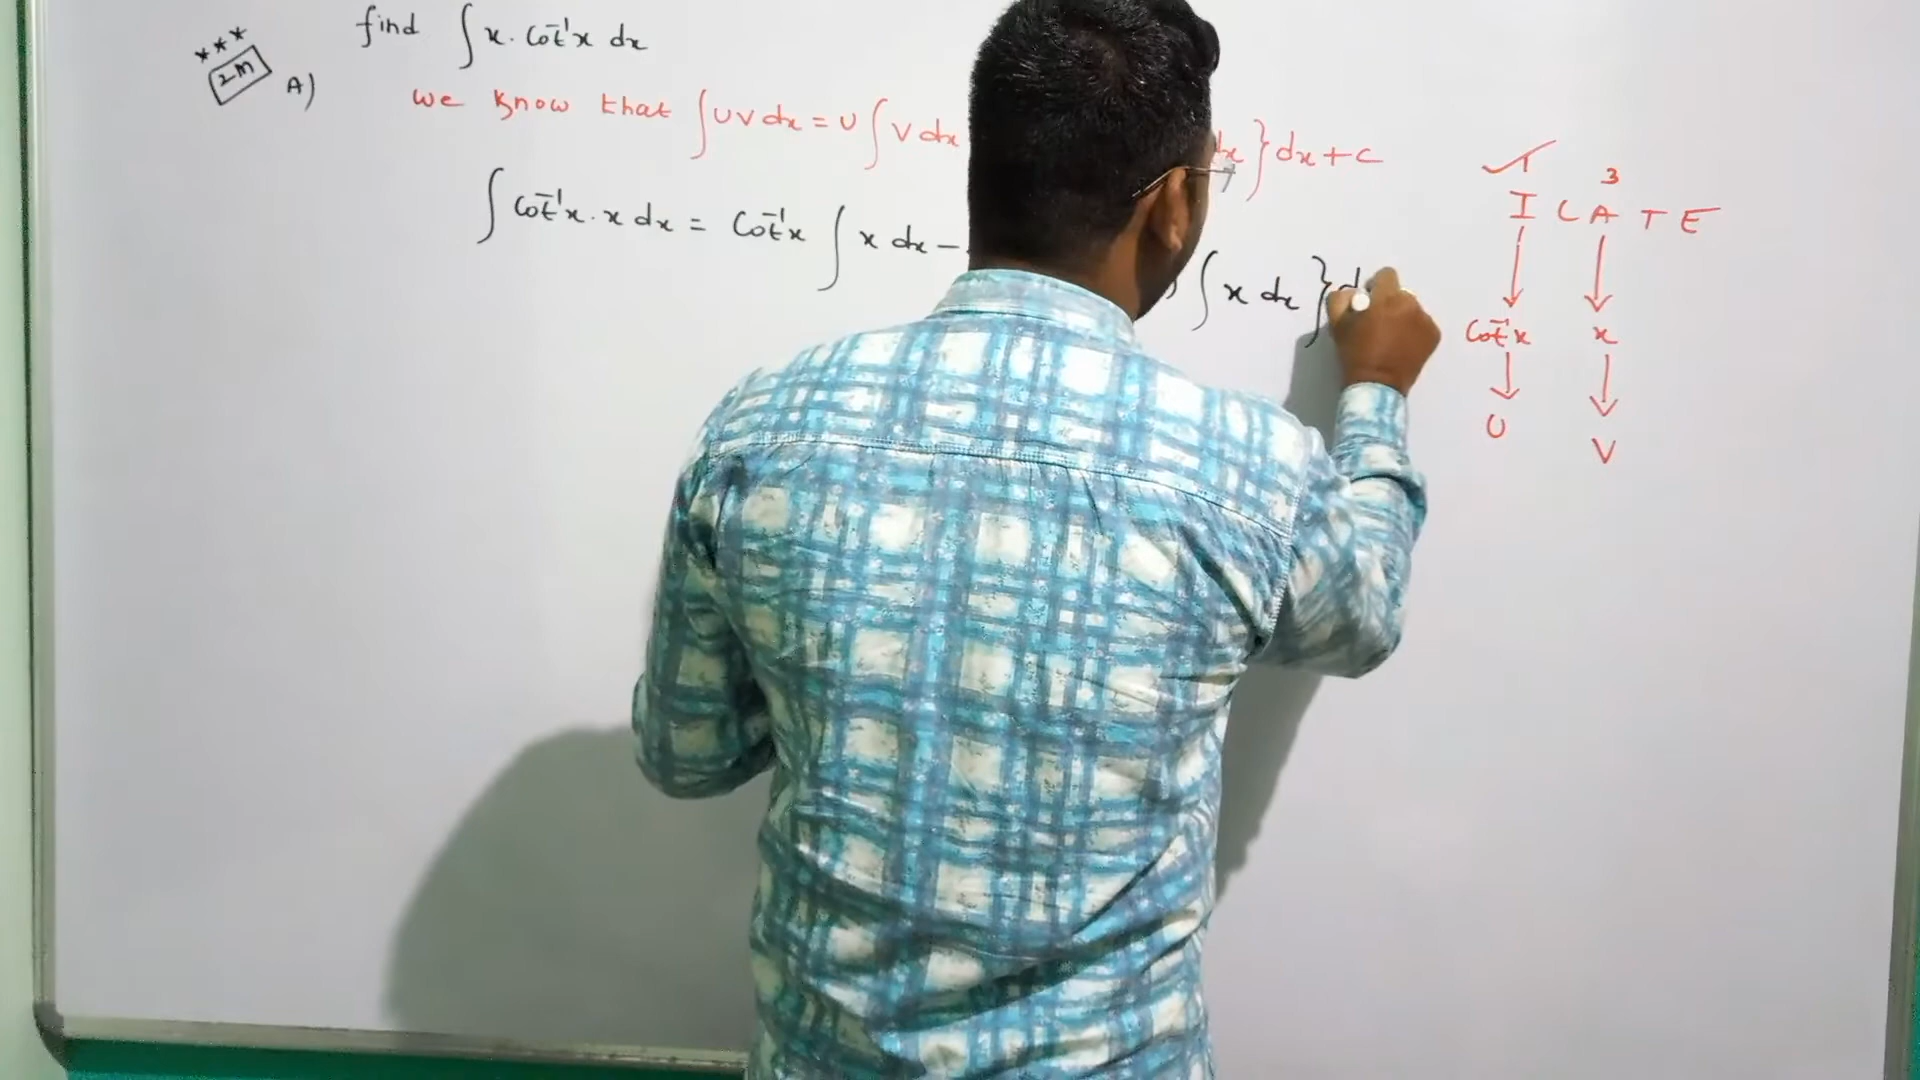 find ∫ x. Cot⁻¹x dx
*** 2M A)
we know that ∫ UV dx = U ∫ V dx dx } dx + C
∫ Cot⁻¹x. x dx = Cot⁻¹x ∫ x dx − ) ∫ x dx } d
1 3
I L A T E
Cot⁻¹x x
U V